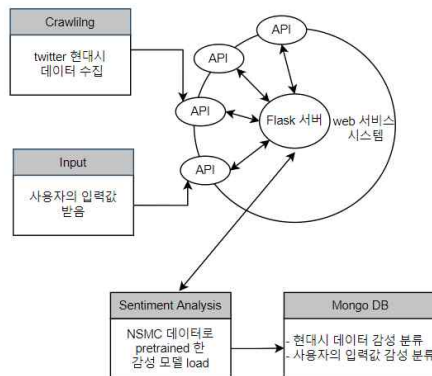 Crawlilng
twitter 현대시
데이터 수집
API
API
API
API
Flask 서버
web 서비스
시스템
Input
사용자의 입력값
받음
Sentiment Analysis
NSMC 데이터로
pretrained 한
감성 모델 load
Mongo DB
- 현대시 데이터 감성 분류
- 사용자의 입력값 감성 분류